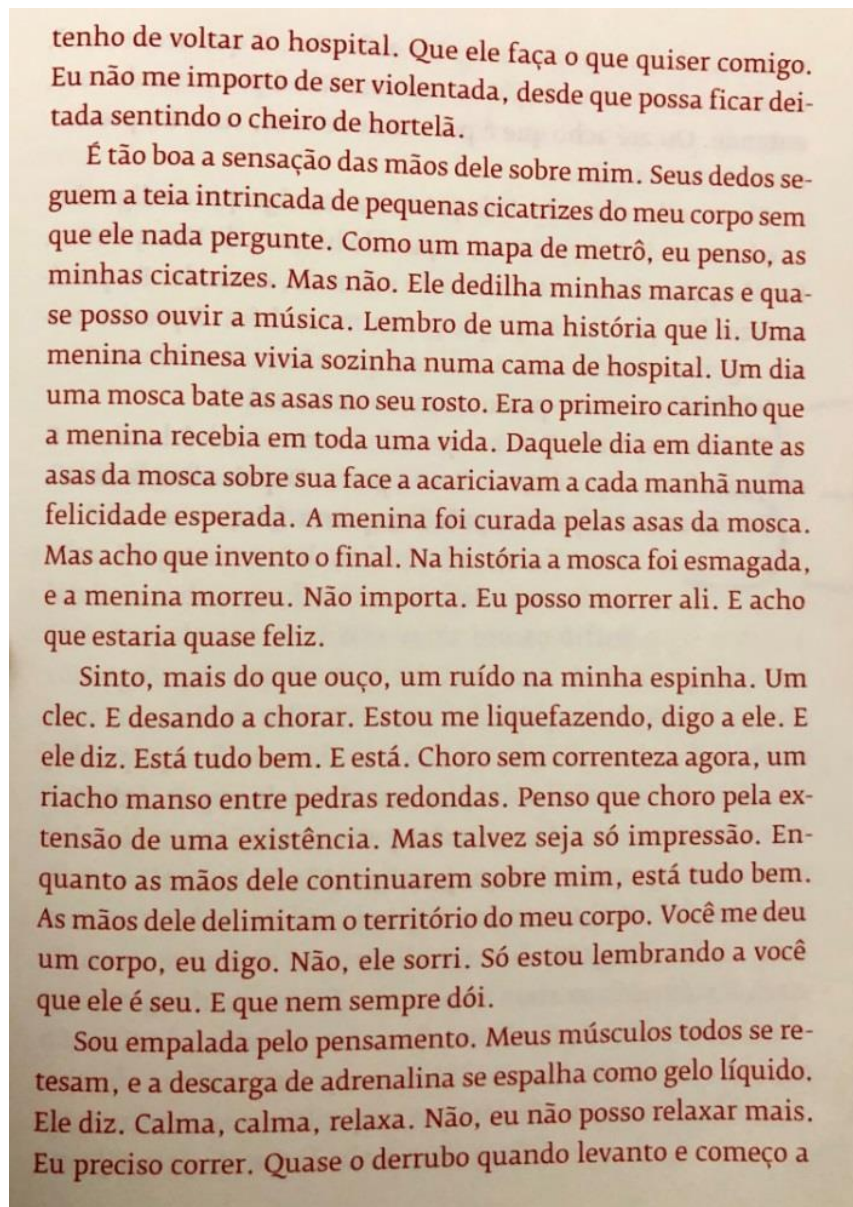 tenho de voltar ao hospital. Que ele faça o que quiser comigo.
Eu não me importo de ser violentada, desde que possa ficar dei-
tada sentindo o cheiro de hortelã.
É tão boa a sensação das mãos dele sobre mim. Seus dedos se-
guem a teia intrincada de pequenas cicatrizes do meu corpo sem
que ele nada pergunte. Como um mapa de metrô, eu penso, as
minhas cicatrizes. Mas não. Ele dedilha minhas marcas e qua-
se posso ouvir a música. Lembro de uma história que li. Uma
menina chinesa vivia sozinha numa cama de hospital. Um dia
uma mosca bate as asas no seu rosto. Era o primeiro carinho que
a menina recebia em toda uma vida. Daquele dia em diante as
asas da mosca sobre sua face a acariciavam a cada manhã numa
felicidade esperada. A menina foi curada pelas asas da mosca.
Mas acho que invento o final. Na história a mosca foi esmagada,
e a menina morreu. Não importa. Eu posso morrer ali. E acho
que estaria quase feliz.
Sinto, mais do que ouço, um ruído na minha espinha. Um
clec. E desando a chorar. Estou me liquefazendo, digo a ele. E
ele diz. Está tudo bem. E está. Choro sem correnteza agora, um
riacho manso entre pedras redondas. Penso que choro pela ex-
tensão de uma existência. Mas talvez seja só impressão. En-
quanto as mãos dele continuarem sobre mim, está tudo bem.
As mãos dele delimitam o território do meu corpo. Você me deu
um corpo, eu digo. Não, ele sorri. Só estou lembrando a você
que ele é seu. E que nem sempre dói.
Sou empalada pelo pensamento. Meus músculos todos se re-
tesam, e a descarga de adrenalina se espalha como gelo líquido.
Ele diz. Calma, calma, relaxa. Não, eu não posso relaxar mais.
Eu preciso correr. Quase o derrubo quando levanto e começo a